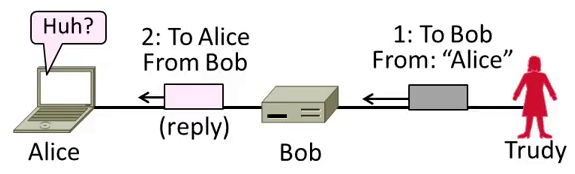 Huh?
2: To Alice
From Bob
1: To Bob
From: “Alice”
(reply)
Alice
Bob
Trudy